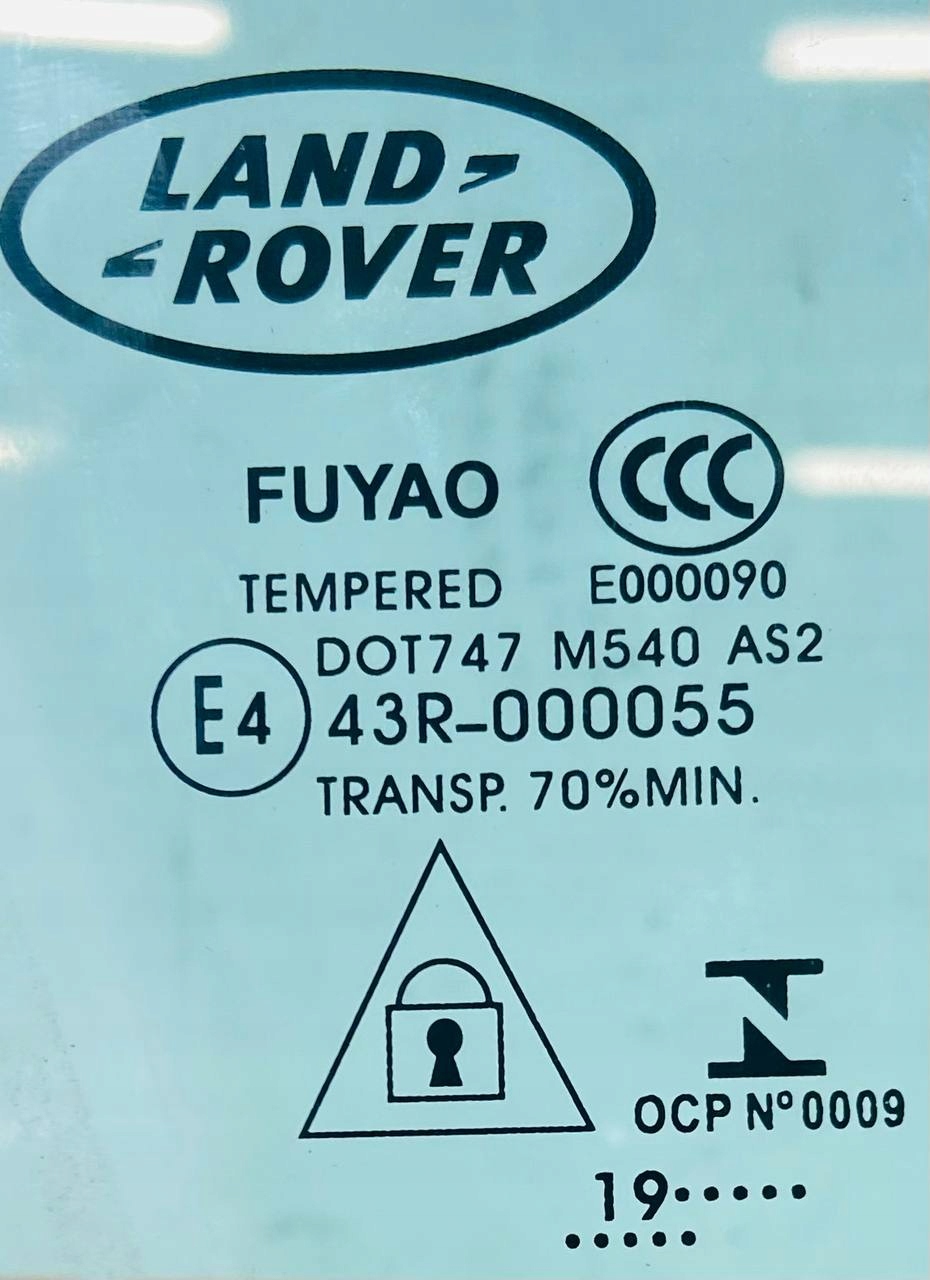 LAND
ROVER
FUYAO
CCC
TEMPERED E000090
DOT747 M540 AS2
E4 43R-000055
TRANSP. 70%MIN.
OCP Nº0009
19••••••
•••••